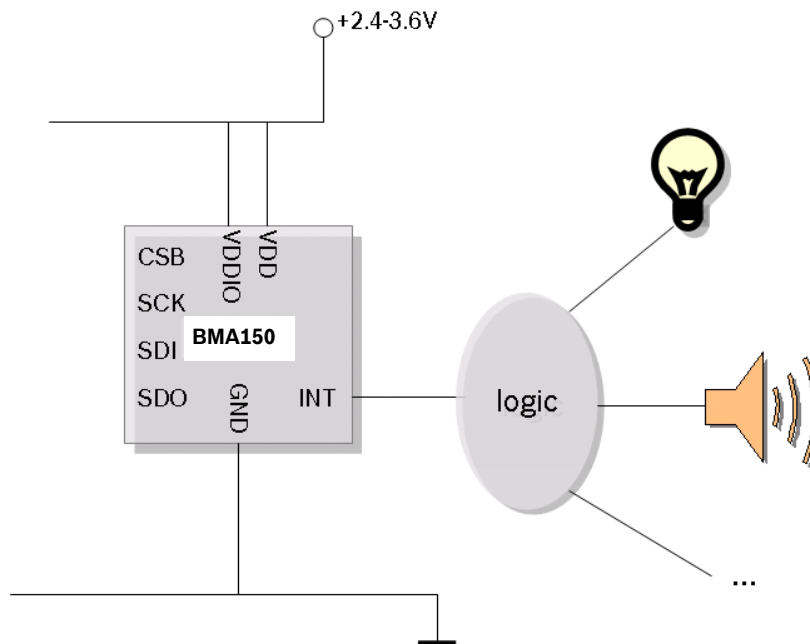 +2.4-3.6V
VDDIO
VDD
CSB
SCK
BMA150
SDI
SDO
GND
INT
logic
...